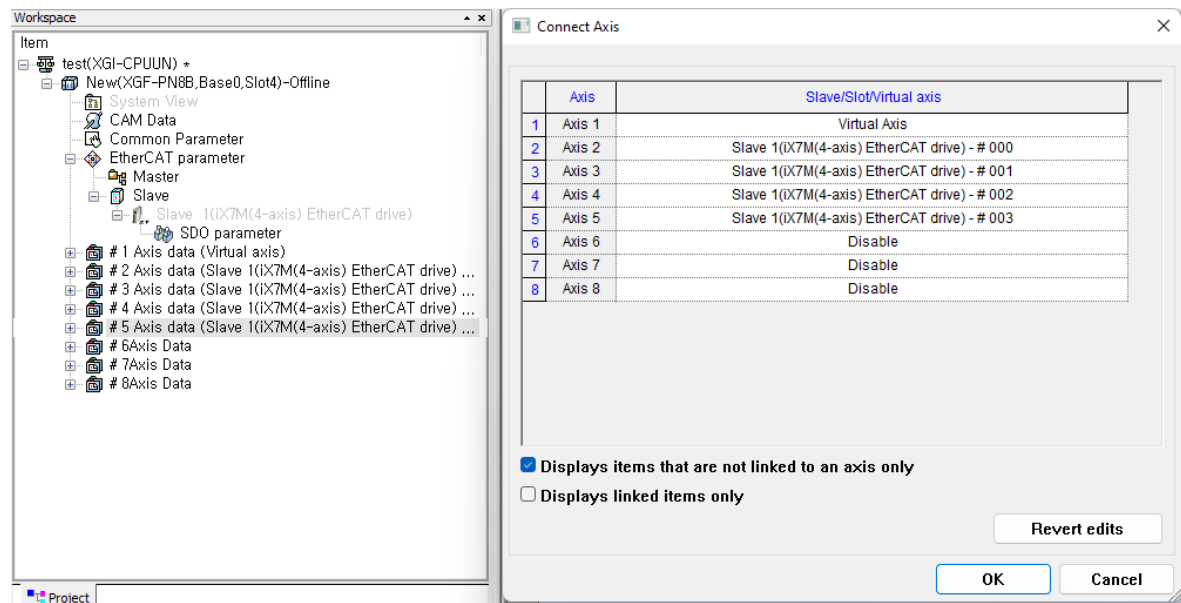 Workspace
Item
test(XGI-CPUUN) *
New(XGF-PN8B,Base0,Slot4)-Offline
System View
CAM Data
Common Parameter
EtherCAT parameter
Master
Slave
Slave 1(iX7M(4-axis) EtherCAT drive)
SDO parameter
# 1 Axis data (Virtual axis)
# 2 Axis data (Slave 1(iX7M(4-axis) EtherCAT drive) ...
# 3 Axis data (Slave 1(iX7M(4-axis) EtherCAT drive) ...
# 4 Axis data (Slave 1(iX7M(4-axis) EtherCAT drive) ...
# 5 Axis data (Slave 1(iX7M(4-axis) EtherCAT drive) ...
# 6Axis Data
# 7Axis Data
# 8Axis Data
Project
Connect Axis
Axis Slave/Slot/Virtual axis
1 Axis 1 Virtual Axis
2 Axis 2 Slave 1(iX7M(4-axis) EtherCAT drive) - # 000
3 Axis 3 Slave 1(iX7M(4-axis) EtherCAT drive) - # 001
4 Axis 4 Slave 1(iX7M(4-axis) EtherCAT drive) - # 002
5 Axis 5 Slave 1(iX7M(4-axis) EtherCAT drive) - # 003
6 Axis 6 Disable
7 Axis 7 Disable
8 Axis 8 Disable
Displays items that are not linked to an axis only
Displays linked items only
Revert edits
OK Cancel